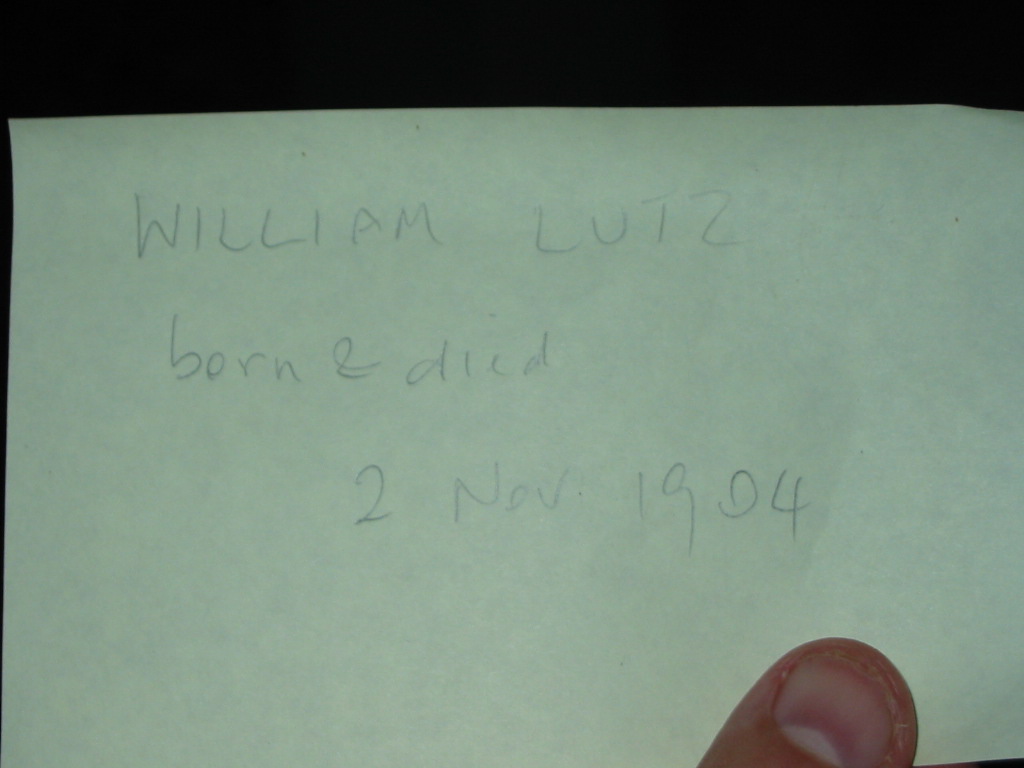 WILLIAM LUTZ
born & died
2 Nov. 1904